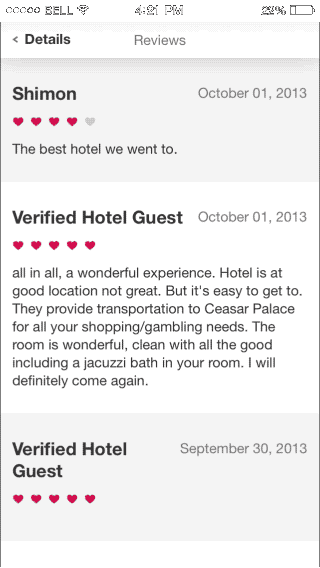 BELL 4:21 PM 29%
< Details Reviews
Shimon October 01, 2013
The best hotel we went to.
Verified Hotel Guest October 01, 2013
all in all, a wonderful experience. Hotel is at
good location not great. But it's easy to get to.
They provide transportation to Ceasar Palace
for all your shopping/gambling needs. The
room is wonderful, clean with all the good
including a jacuzzi bath in your room. I will
definitely come again.
Verified Hotel September 30, 2013
Guest